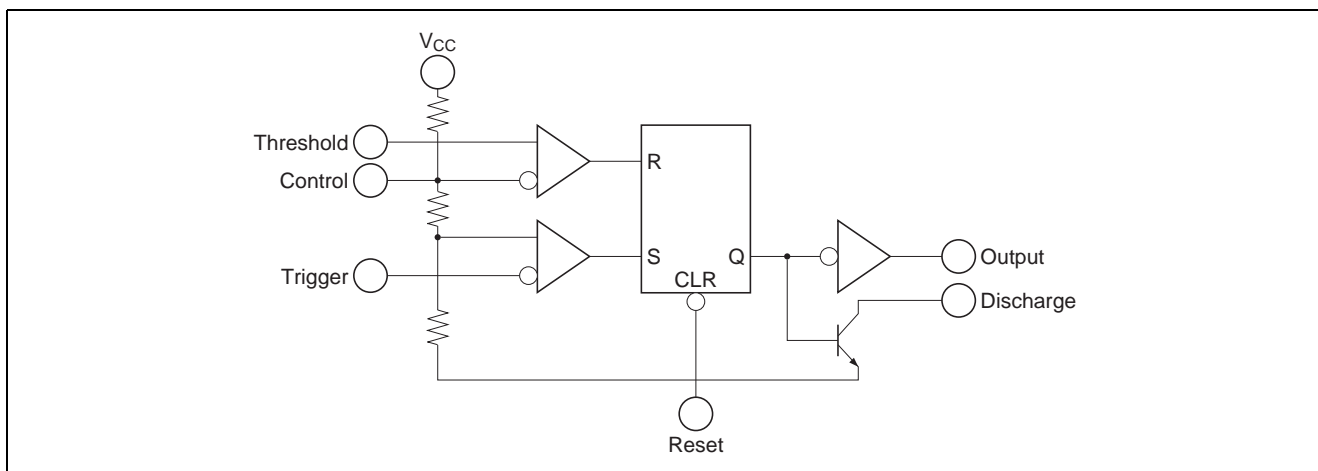 VCC
Threshold
Control
Trigger
R
S
Q
CLR
Output
Discharge
Reset